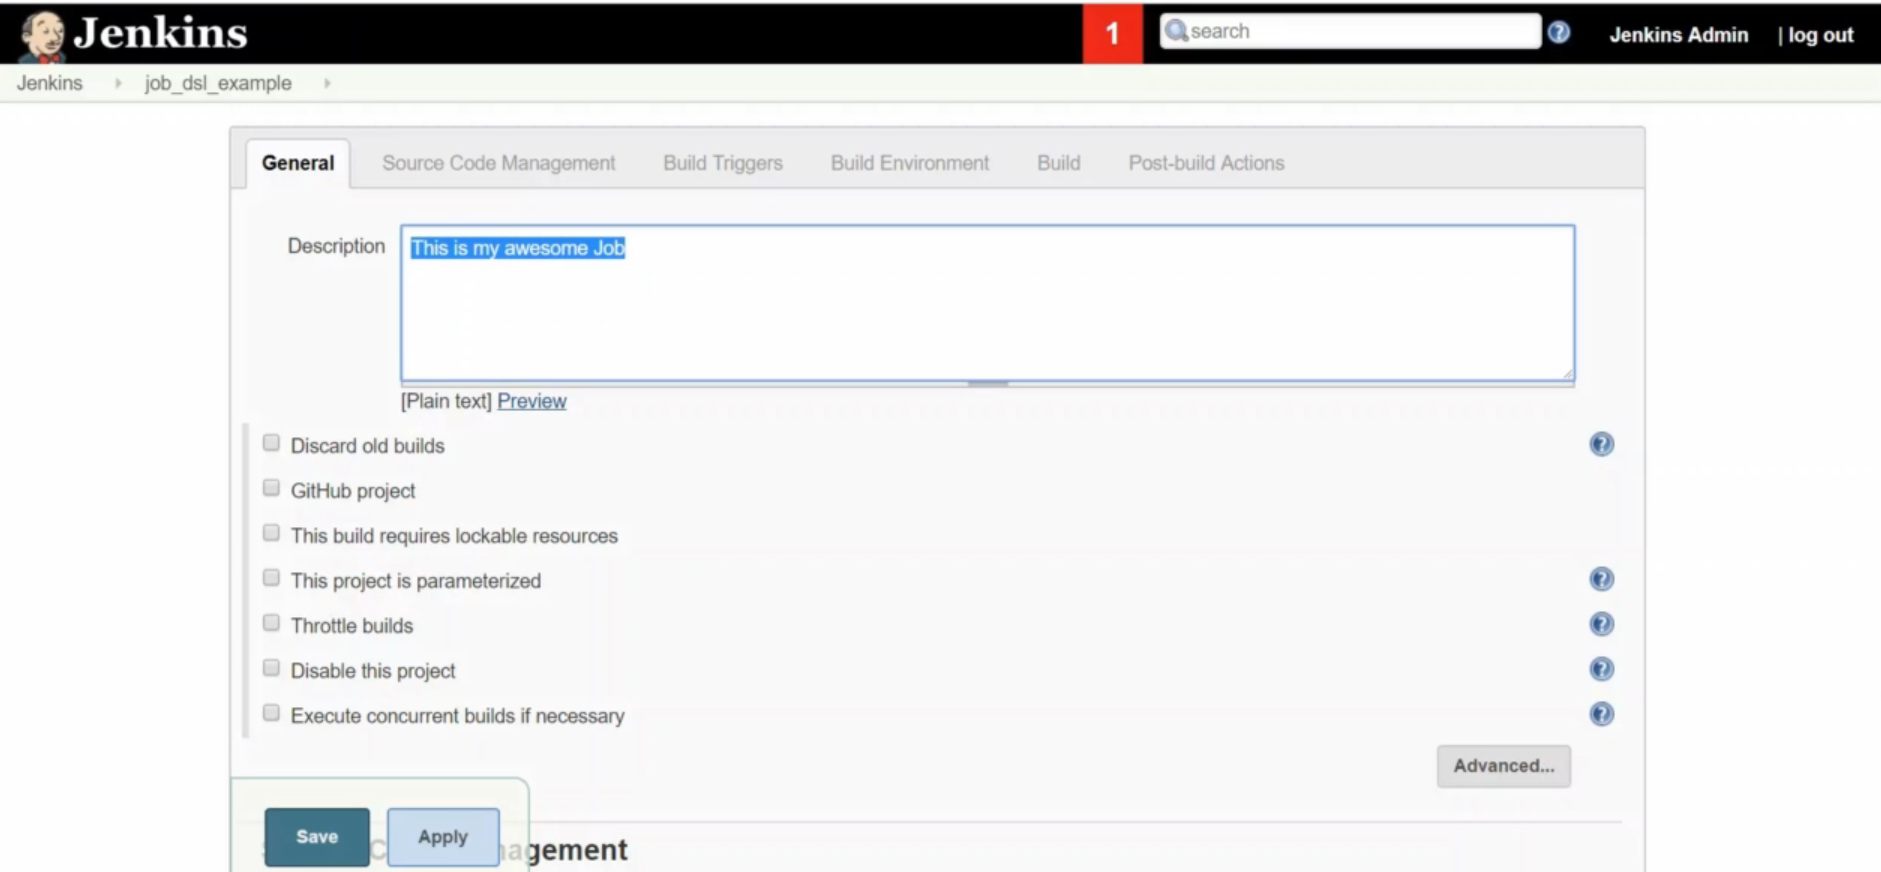 Jenkins
1
search
Jenkins Admin | log out
Jenkins job_dsl_example
General Source Code Management Build Triggers Build Environment Build Post-build Actions
Description This is my awesome Job
[Plain text] Preview
Discard old builds
GitHub project
This build requires lockable resources
This project is parameterized
Throttle builds
Disable this project
Execute concurrent builds if necessary
Advanced...
Save Apply